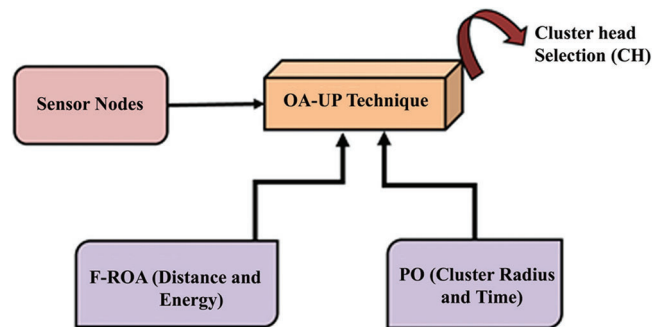 Cluster head
Selection (CH)
Sensor Nodes
OA-UP Technique
F-ROA (Distance and
Energy)
PO (Cluster Radius
and Time)